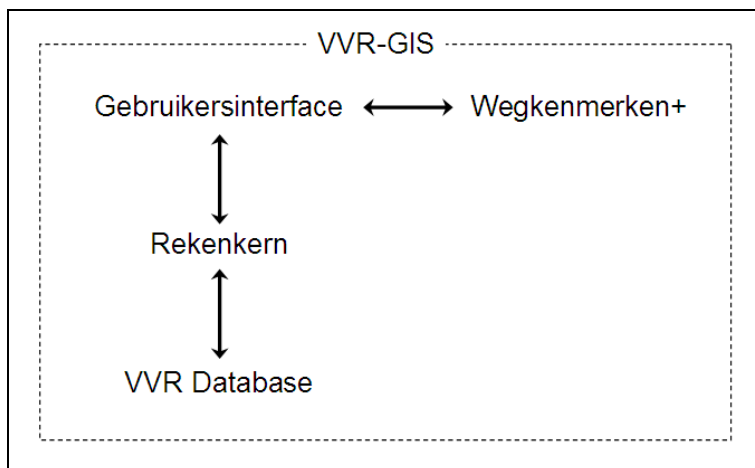 VVR-GIS
Gebruikersinterface Wegkenmerken+
Rekenkern
VVR Database